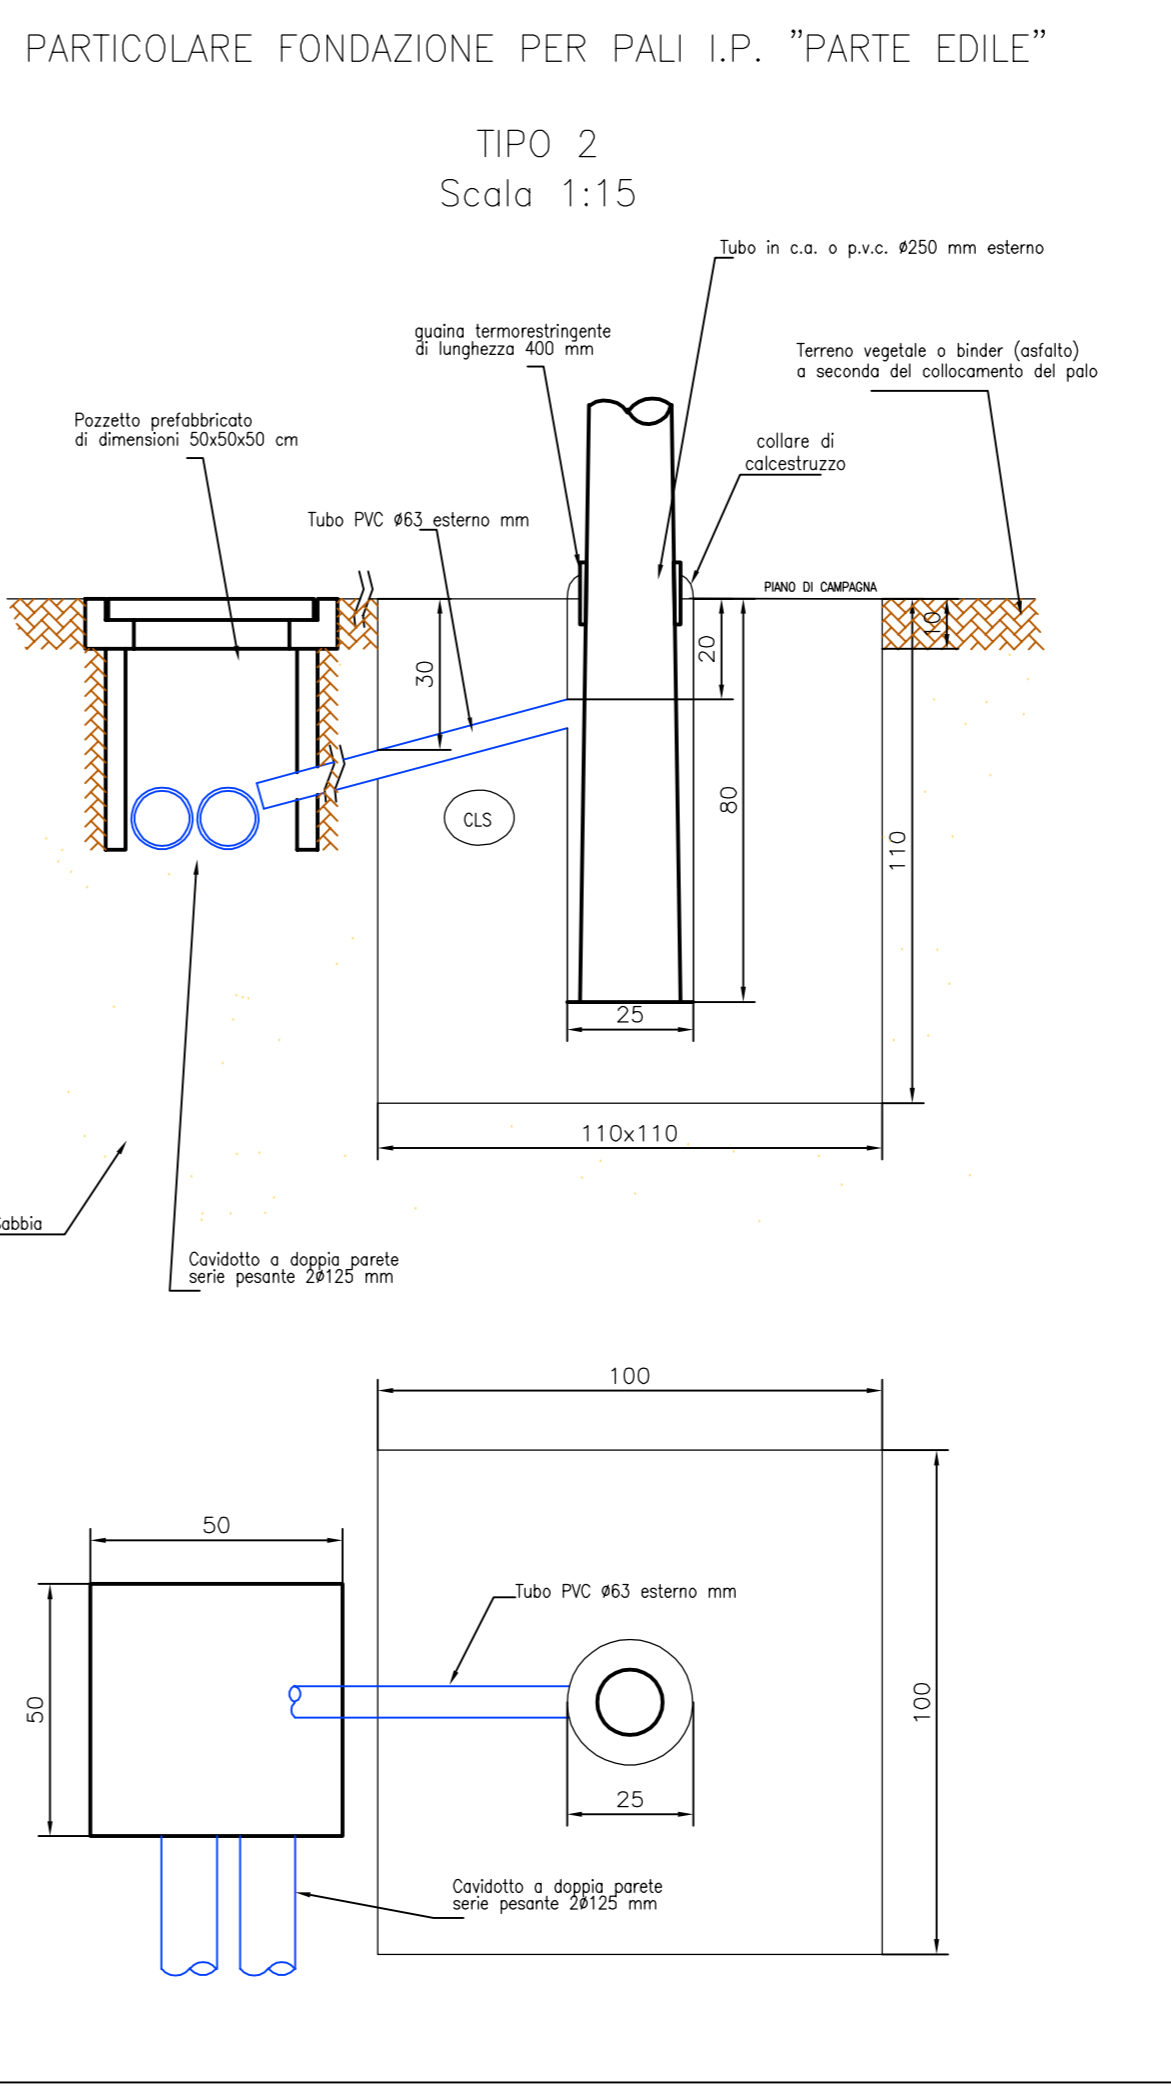 PARTICOLARE FONDAZIONE PER PALI I.P. "PARTE EDILE"
TIPO 2
Scala 1:15
Tubo in c.a. o p.v.c. Ø250 mm esterno
guaina termorestringente
di lunghezza 400 mm
Terreno vegetale o binder (asfalto)
a seconda del collocamento del palo
Pozzetto prefabbricato
di dimensioni 50x50x50 cm
collare di
calcestruzzo
Tubo PVC Ø63 esterno mm
PIANO DI CAMPAGNA
10
20
30
80
CLS
110
25
110x110
abbia
Cavidotto a doppia parete
serie pesante 2Ø125 mm
100
50
Tubo PVC Ø63 esterno mm
50
100
25
Cavidotto a doppia parete
serie pesante 2Ø125 mm